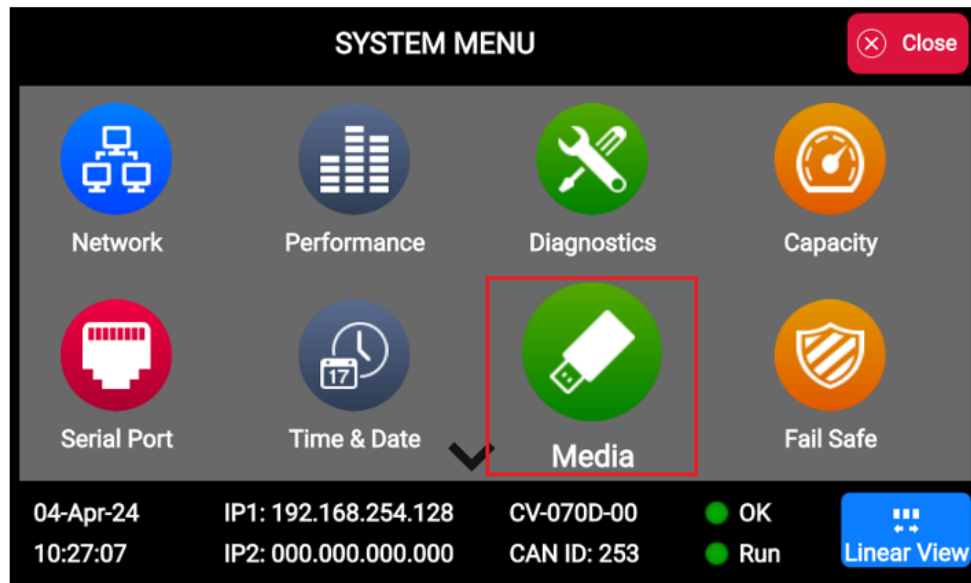 SYSTEM MENU
Close
Network
Performance
Diagnostics
Capacity
17
Serial Port
Time & Date
Media
Fail Safe
04-Apr-24
IP1: 192.168.254.128
CV-070D-00
OK
10:27:07
IP2: 000.000.000.000
CAN ID: 253
Run
Linear View